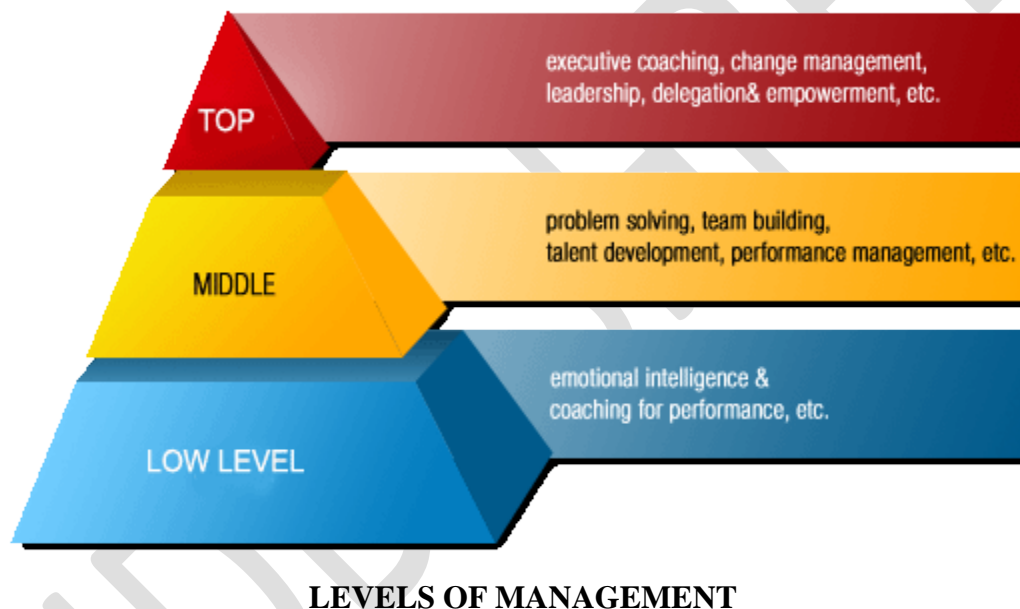 TOP
executive coaching, change management,
leadership, delegation& empowerment, etc.
MIDDLE
problem solving, team building,
talent development, performance management, etc.
LOW LEVEL
emotional intelligence &
coaching for performance, etc.
LEVELS OF MANAGEMENT